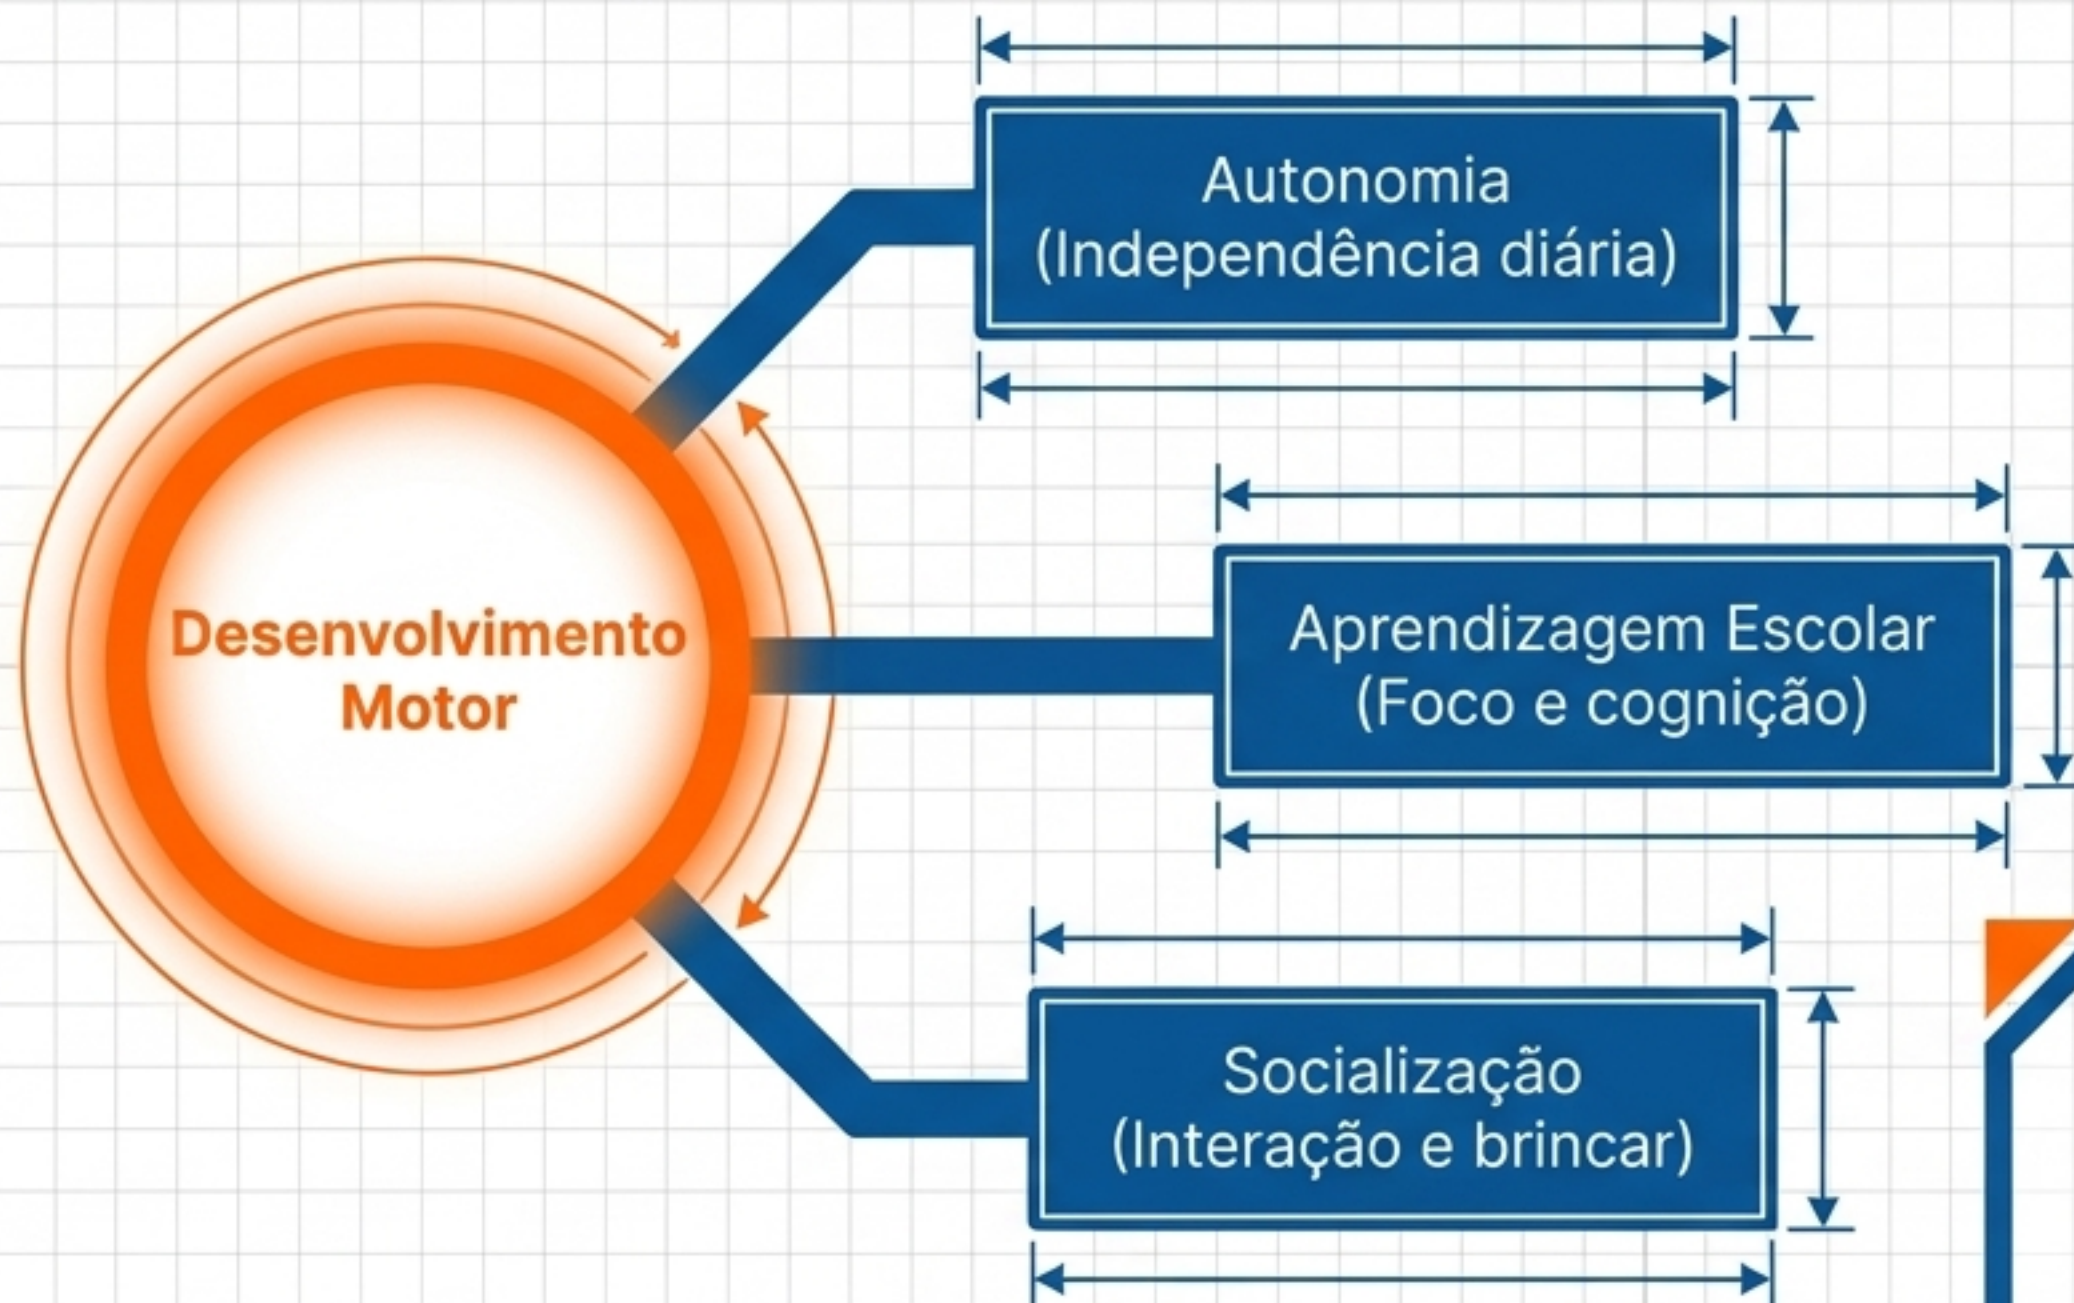 Autonomia
(Independência diária)
Desenvolvimento
Motor
Aprendizagem Escolar
(Foco e cognição)
Socialização
(Interação e brincar)